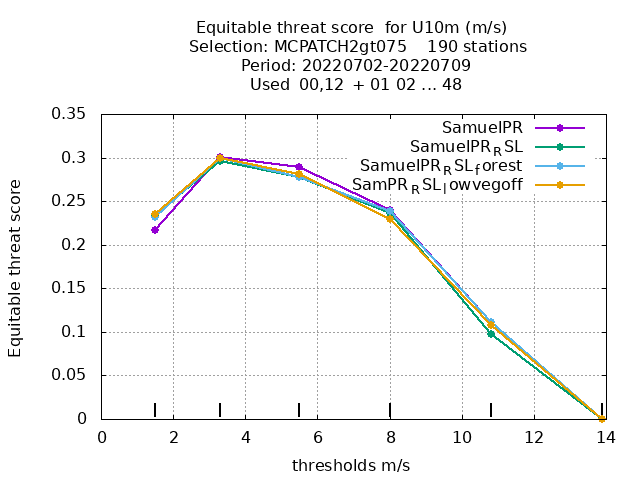 Equitable threat score  for U10m (m/s)
Selection: MCPATCH2gt075    190 stations
Period: 20220702-20220709
Used  00,12  + 01 02 ... 48
SamuelPR
SamuelPR_RSL
SamuelPR_RSL_forest
SamPR_RSL_lowvegoff
0.35
0.3
0.25
0.2
0.15
0.1
0.05
0
Equitable threat score
0 2 4 6 8 10 12 14
thresholds m/s